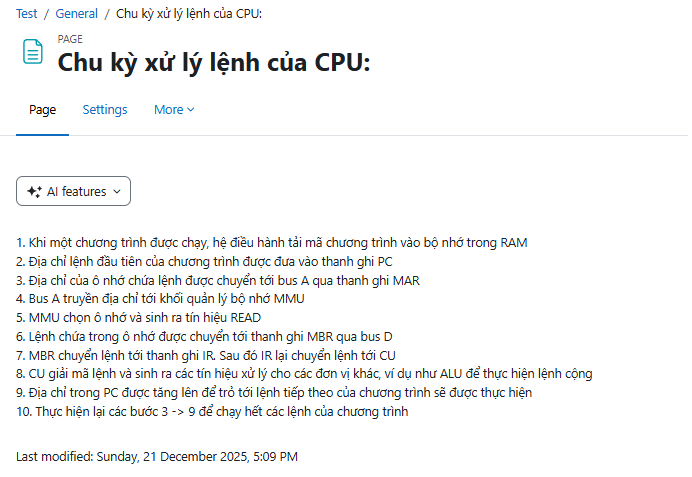 Test / General / Chu kỳ xử lý lệnh của CPU:
PAGE
Chu kỳ xử lý lệnh của CPU:
Page Settings More
AI features
1. Khi một chương trình được chạy, hệ điều hành tải mã chương trình vào bộ nhớ trong RAM
2. Địa chỉ lệnh đầu tiên của chương trình được đưa vào thanh ghi PC
3. Địa chỉ của ô nhớ chứa lệnh được chuyển tới bus A qua thanh ghi MAR
4. Bus A truyền địa chỉ tới khối quản lý bộ nhớ MMU
5. MMU chọn ô nhớ và sinh ra tín hiệu READ
6. Lệnh chứa trong ô nhớ được chuyển tới thanh ghi MBR qua bus D
7. MBR chuyển lệnh tới thanh ghi IR. Sau đó IR lại chuyển lệnh tới CU
8. CU giải mã lệnh và sinh ra các tín hiệu xử lý cho các đơn vị khác, ví dụ như ALU để thực hiện lệnh cộng
9. Địa chỉ trong PC được tăng lên để trỏ tới lệnh tiếp theo của chương trình sẽ được thực hiện
10. Thực hiện lại các bước 3 -> 9 để chạy hết các lệnh của chương trình
Last modified: Sunday, 21 December 2025, 5:09 PM